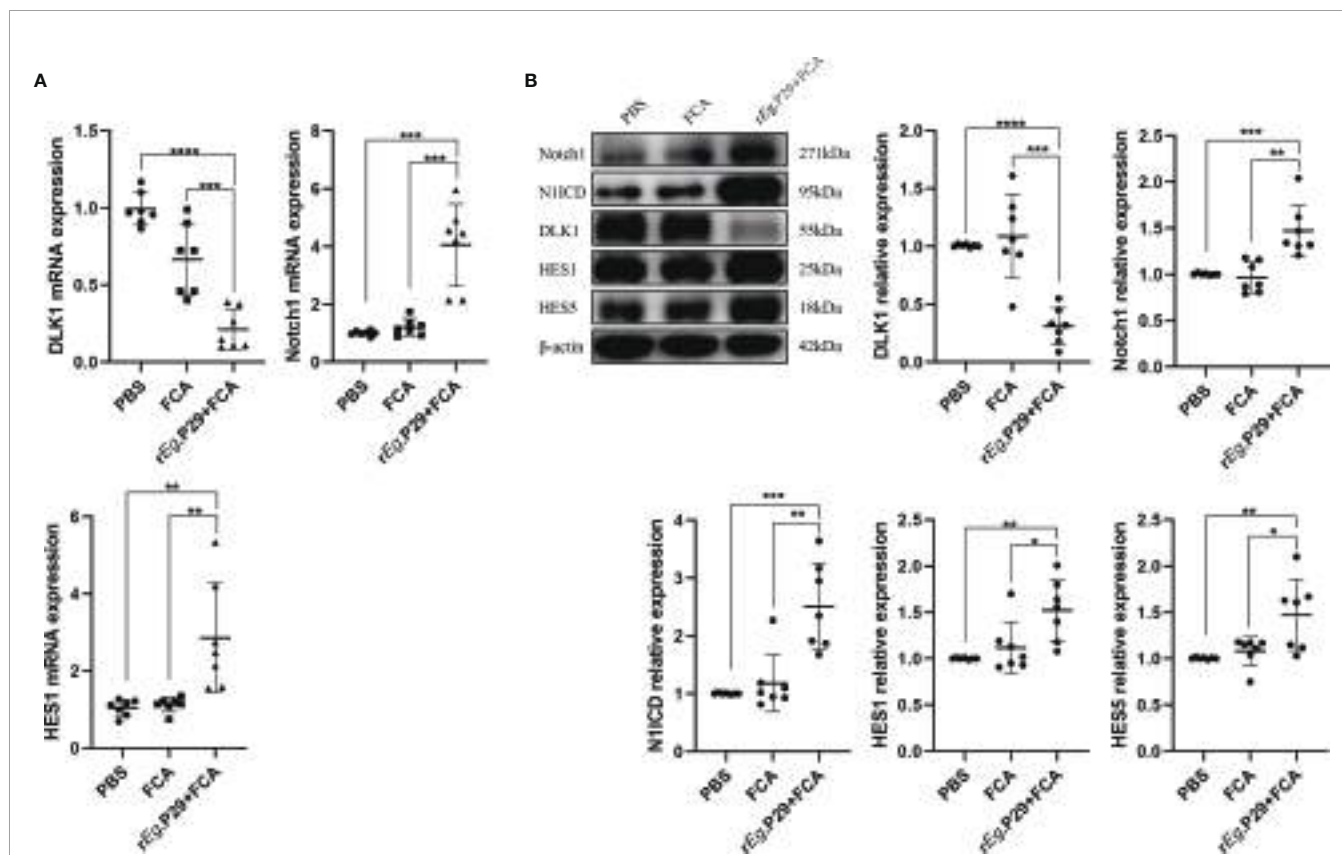 A
DLK1 mRNA expression
1.5
1.0
0.5
0.0
****
***
PBS
FCA
rEg.P29+FCA
Notch1 mRNA expression
8
6
4
2
0
***
***
PBS
FCA
rEg.P29+FCA
HES1 mRNA expression
6
4
2
0
**
**
PBS
FCA
rEg.P29+FCA
B
PBS
FCA
rEg.P29+FCA
Notch1 271kDa
N1ICD 95kDa
DLK1 55kDa
HES1 25kDa
HES5 18kDa
β-actin 42kDa
DLK1 relative expression
2.0
1.5
1.0
0.5
0.0
****
***
PBS
FCA
rEg.P29+FCA
Notch1 relative expression
2.5
2.0
1.5
1.0
0.5
0.0
***
**
PBS
FCA
rEg.P29+FCA
N1ICD relative expression
4
3
2
1
0
***
**
PBS
FCA
rEg.P29+FCA
HES1 relative expression
2.5
2.0
1.5
1.0
0.5
0.0
**
*
PBS
FCA
rEg.P29+FCA
HES5 relative expression
2.5
2.0
1.5
1.0
0.5
0.0
**
*
PBS
FCA
rEg.P29+FCA